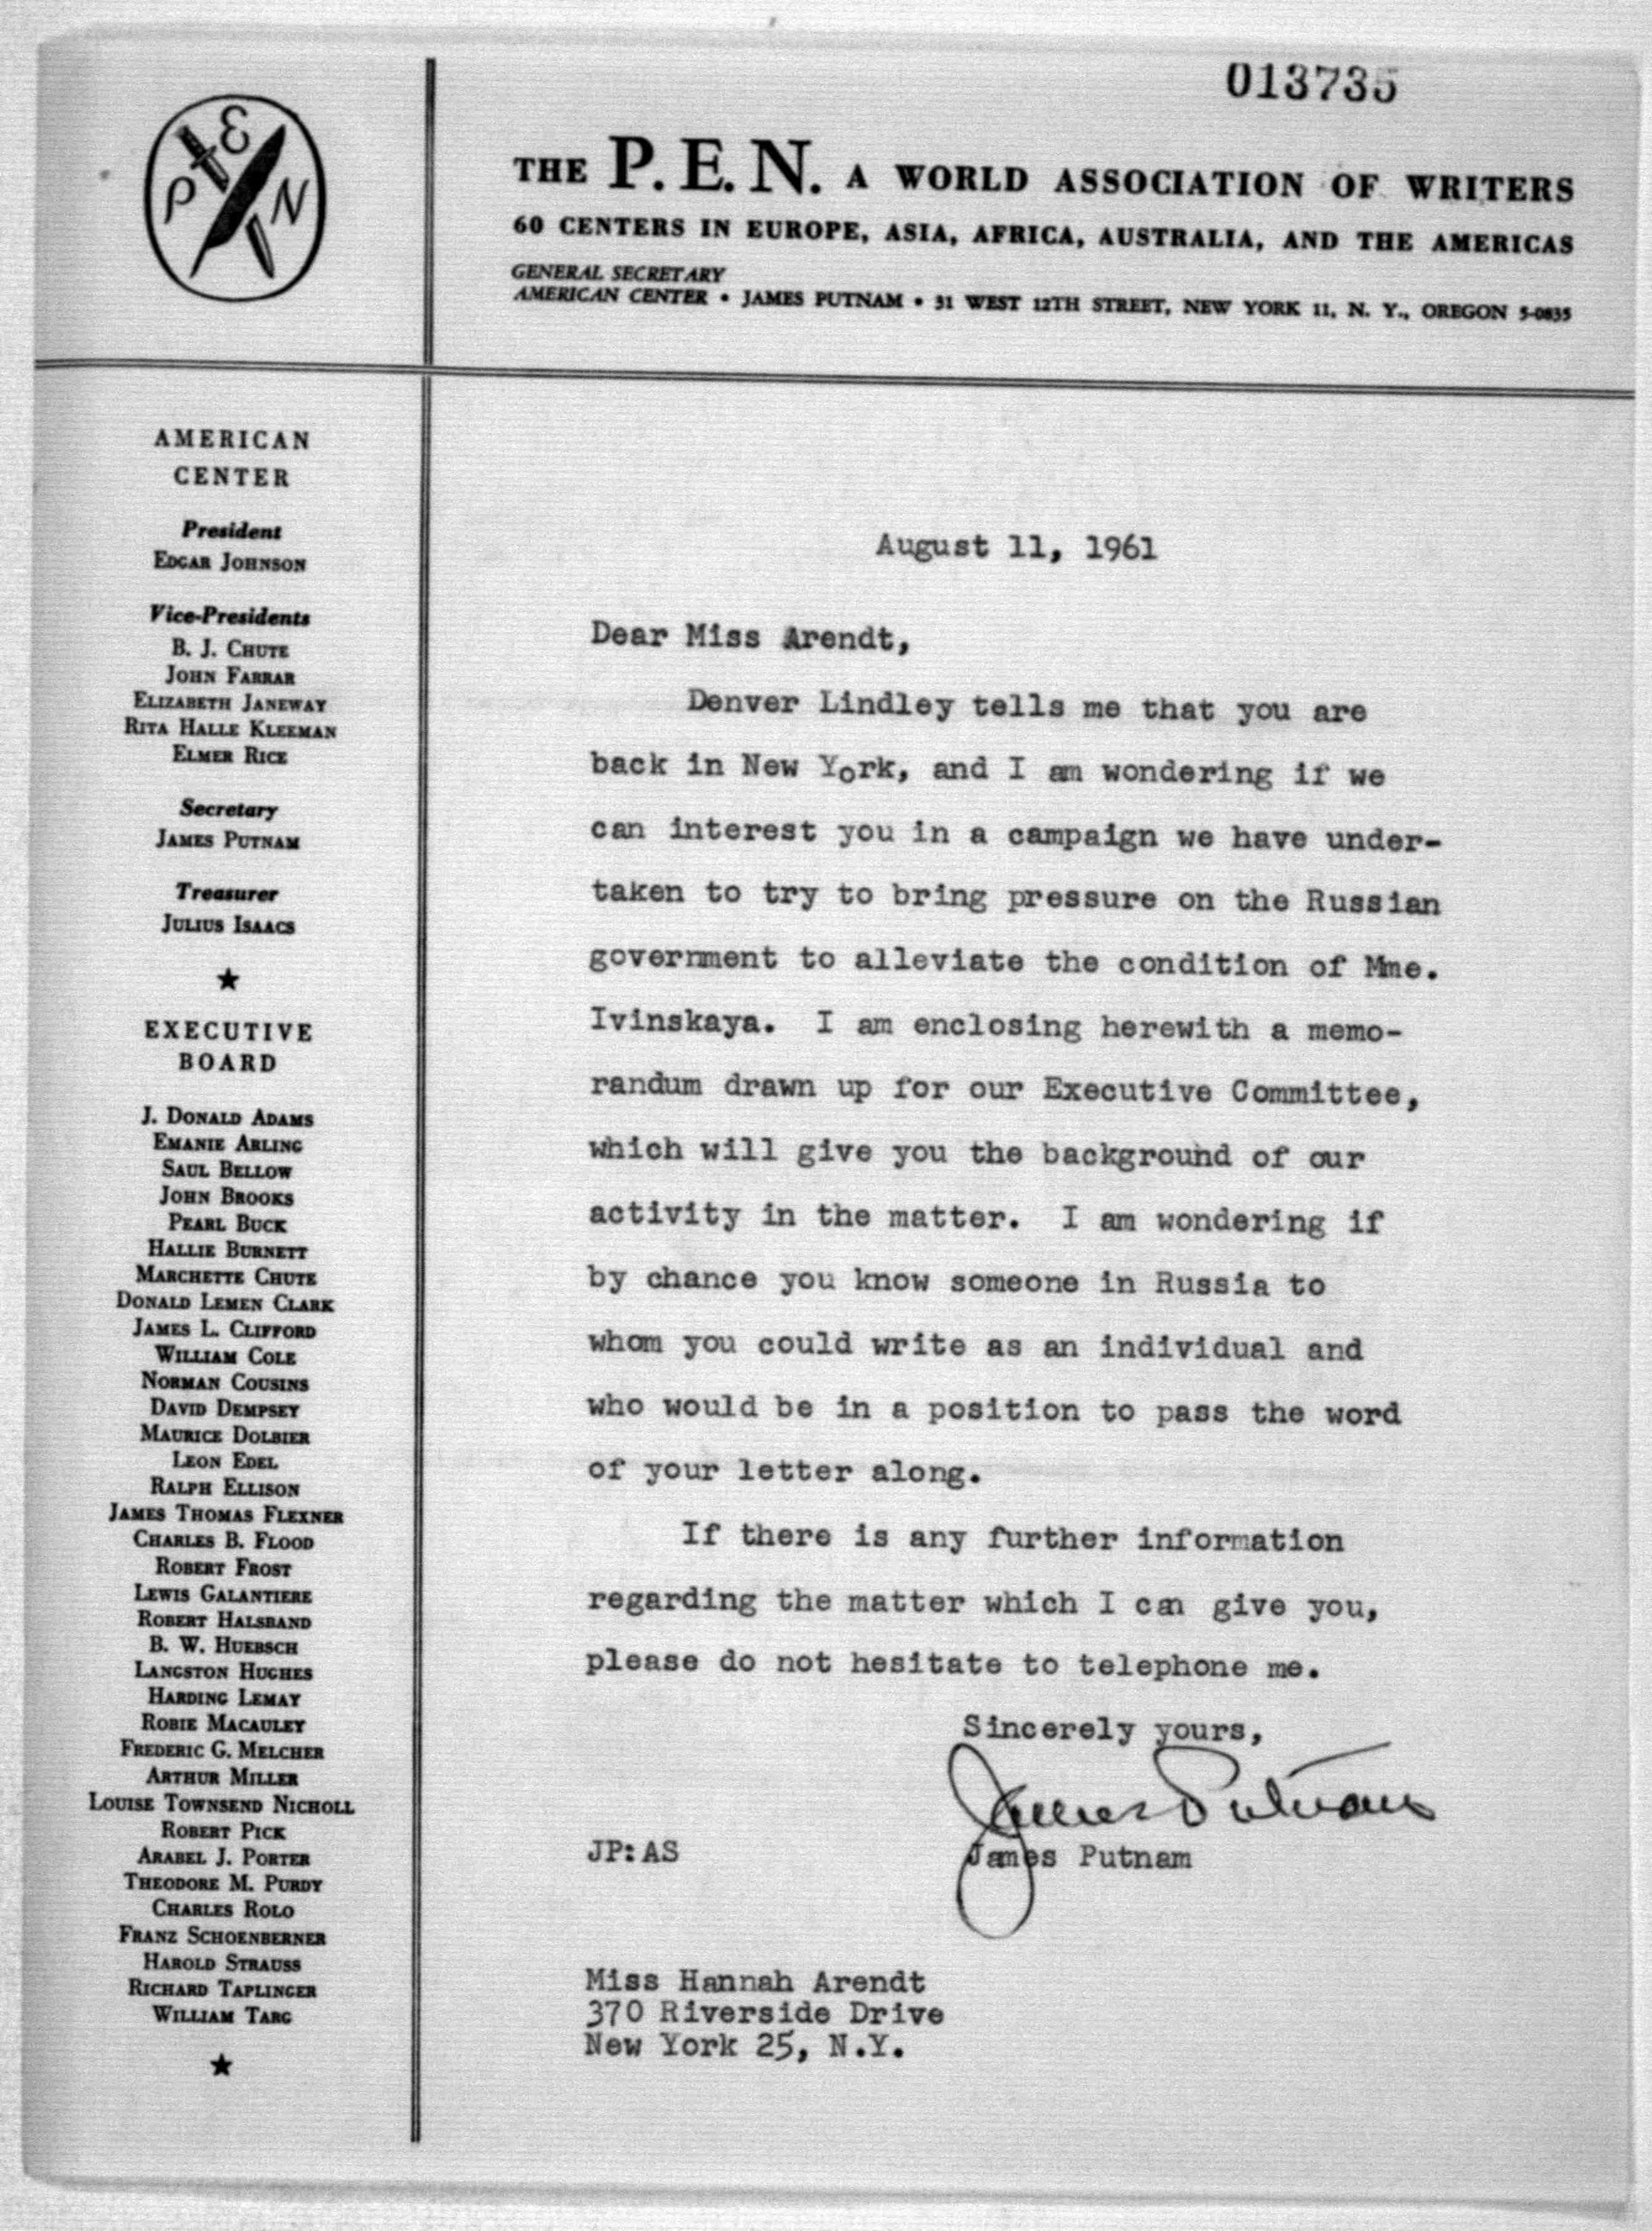 013735
P E N
THE P. E. N. A WORLD ASSOCIATION OF WRITERS
60 CENTERS IN EUROPE, ASIA, AFRICA, AUSTRALIA, AND THE AMERICAS
GENERAL SECRETARY
AMERICAN CENTER • JAMES PUTNAM • 31 WEST 12TH STREET, NEW YORK 11, N. Y., OREGON 5-0835
AMERICAN
CENTER
President
EDGAR JOHNSON
Vice-Presidents
B. J. CHUTE
JOHN FARRAR
ELIZABETH JANEWAY
RITA HALLE KLEEMAN
ELMER RICE
Secretary
JAMES PUTNAM
Treasurer
JULIUS ISAACS
★
EXECUTIVE
BOARD
J. DONALD ADAMS
EMANIE ARLING
SAUL BELLOW
JOHN BROOKS
PEARL BUCK
HALLIE BURNETT
MARCHETTE CHUTE
DONALD LEMEN CLARK
JAMES L. CLIFFORD
WILLIAM COLE
NORMAN COUSINS
DAVID DEMPSEY
MAURICE DOLBIER
LEON EDEL
RALPH ELLISON
JAMES THOMAS FLEXNER
CHARLES B. FLOOD
ROBERT FROST
LEWIS GALANTIERE
ROBERT HALSBAND
B. W. HUEBSCH
LANGSTON HUGHES
HARDING LEMAY
ROBIE MACAULEY
FREDERIC G. MELCHER
ARTHUR MILLER
LOUISE TOWNSEND NICHOLL
ROBERT PICK
ARABEL J. PORTER
THEODORE M. PURDY
CHARLES ROLO
FRANZ SCHOENBERNER
HAROLD STRAUSS
RICHARD TAPLINGER
WILLIAM TARG
★
August 11, 1961
Dear Miss Arendt,
Denver Lindley tells me that you are
back in New York, and I am wondering if we
can interest you in a campaign we have under-
taken to try to bring pressure on the Russian
government to alleviate the condition of Mme.
Ivinskaya. I am enclosing herewith a memo-
randum drawn up for our Executive Committee,
which will give you the background of our
activity in the matter. I am wondering if
by chance you know someone in Russia to
whom you could write as an individual and
who would be in a position to pass the word
of your letter along.
If there is any further information
regarding the matter which I can give you,
please do not hesitate to telephone me.
Sincerely yours,
James Putnam
JP:AS James Putnam
Miss Hannah Arendt
370 Riverside Drive
New York 25, N.Y.